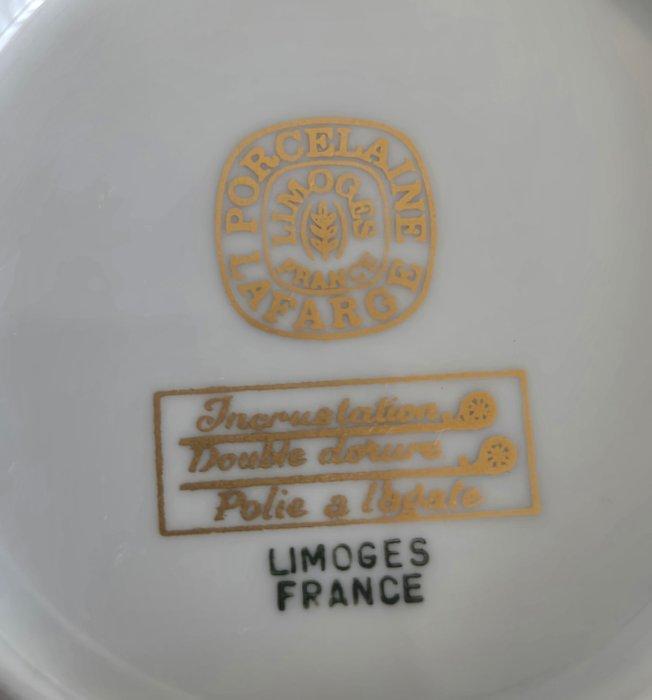 PORCELAINE
LIMOGES
FRANCE
LAFARGE
Incrustation
Double dorure
Polie a l'agate
LIMOGES
FRANCE